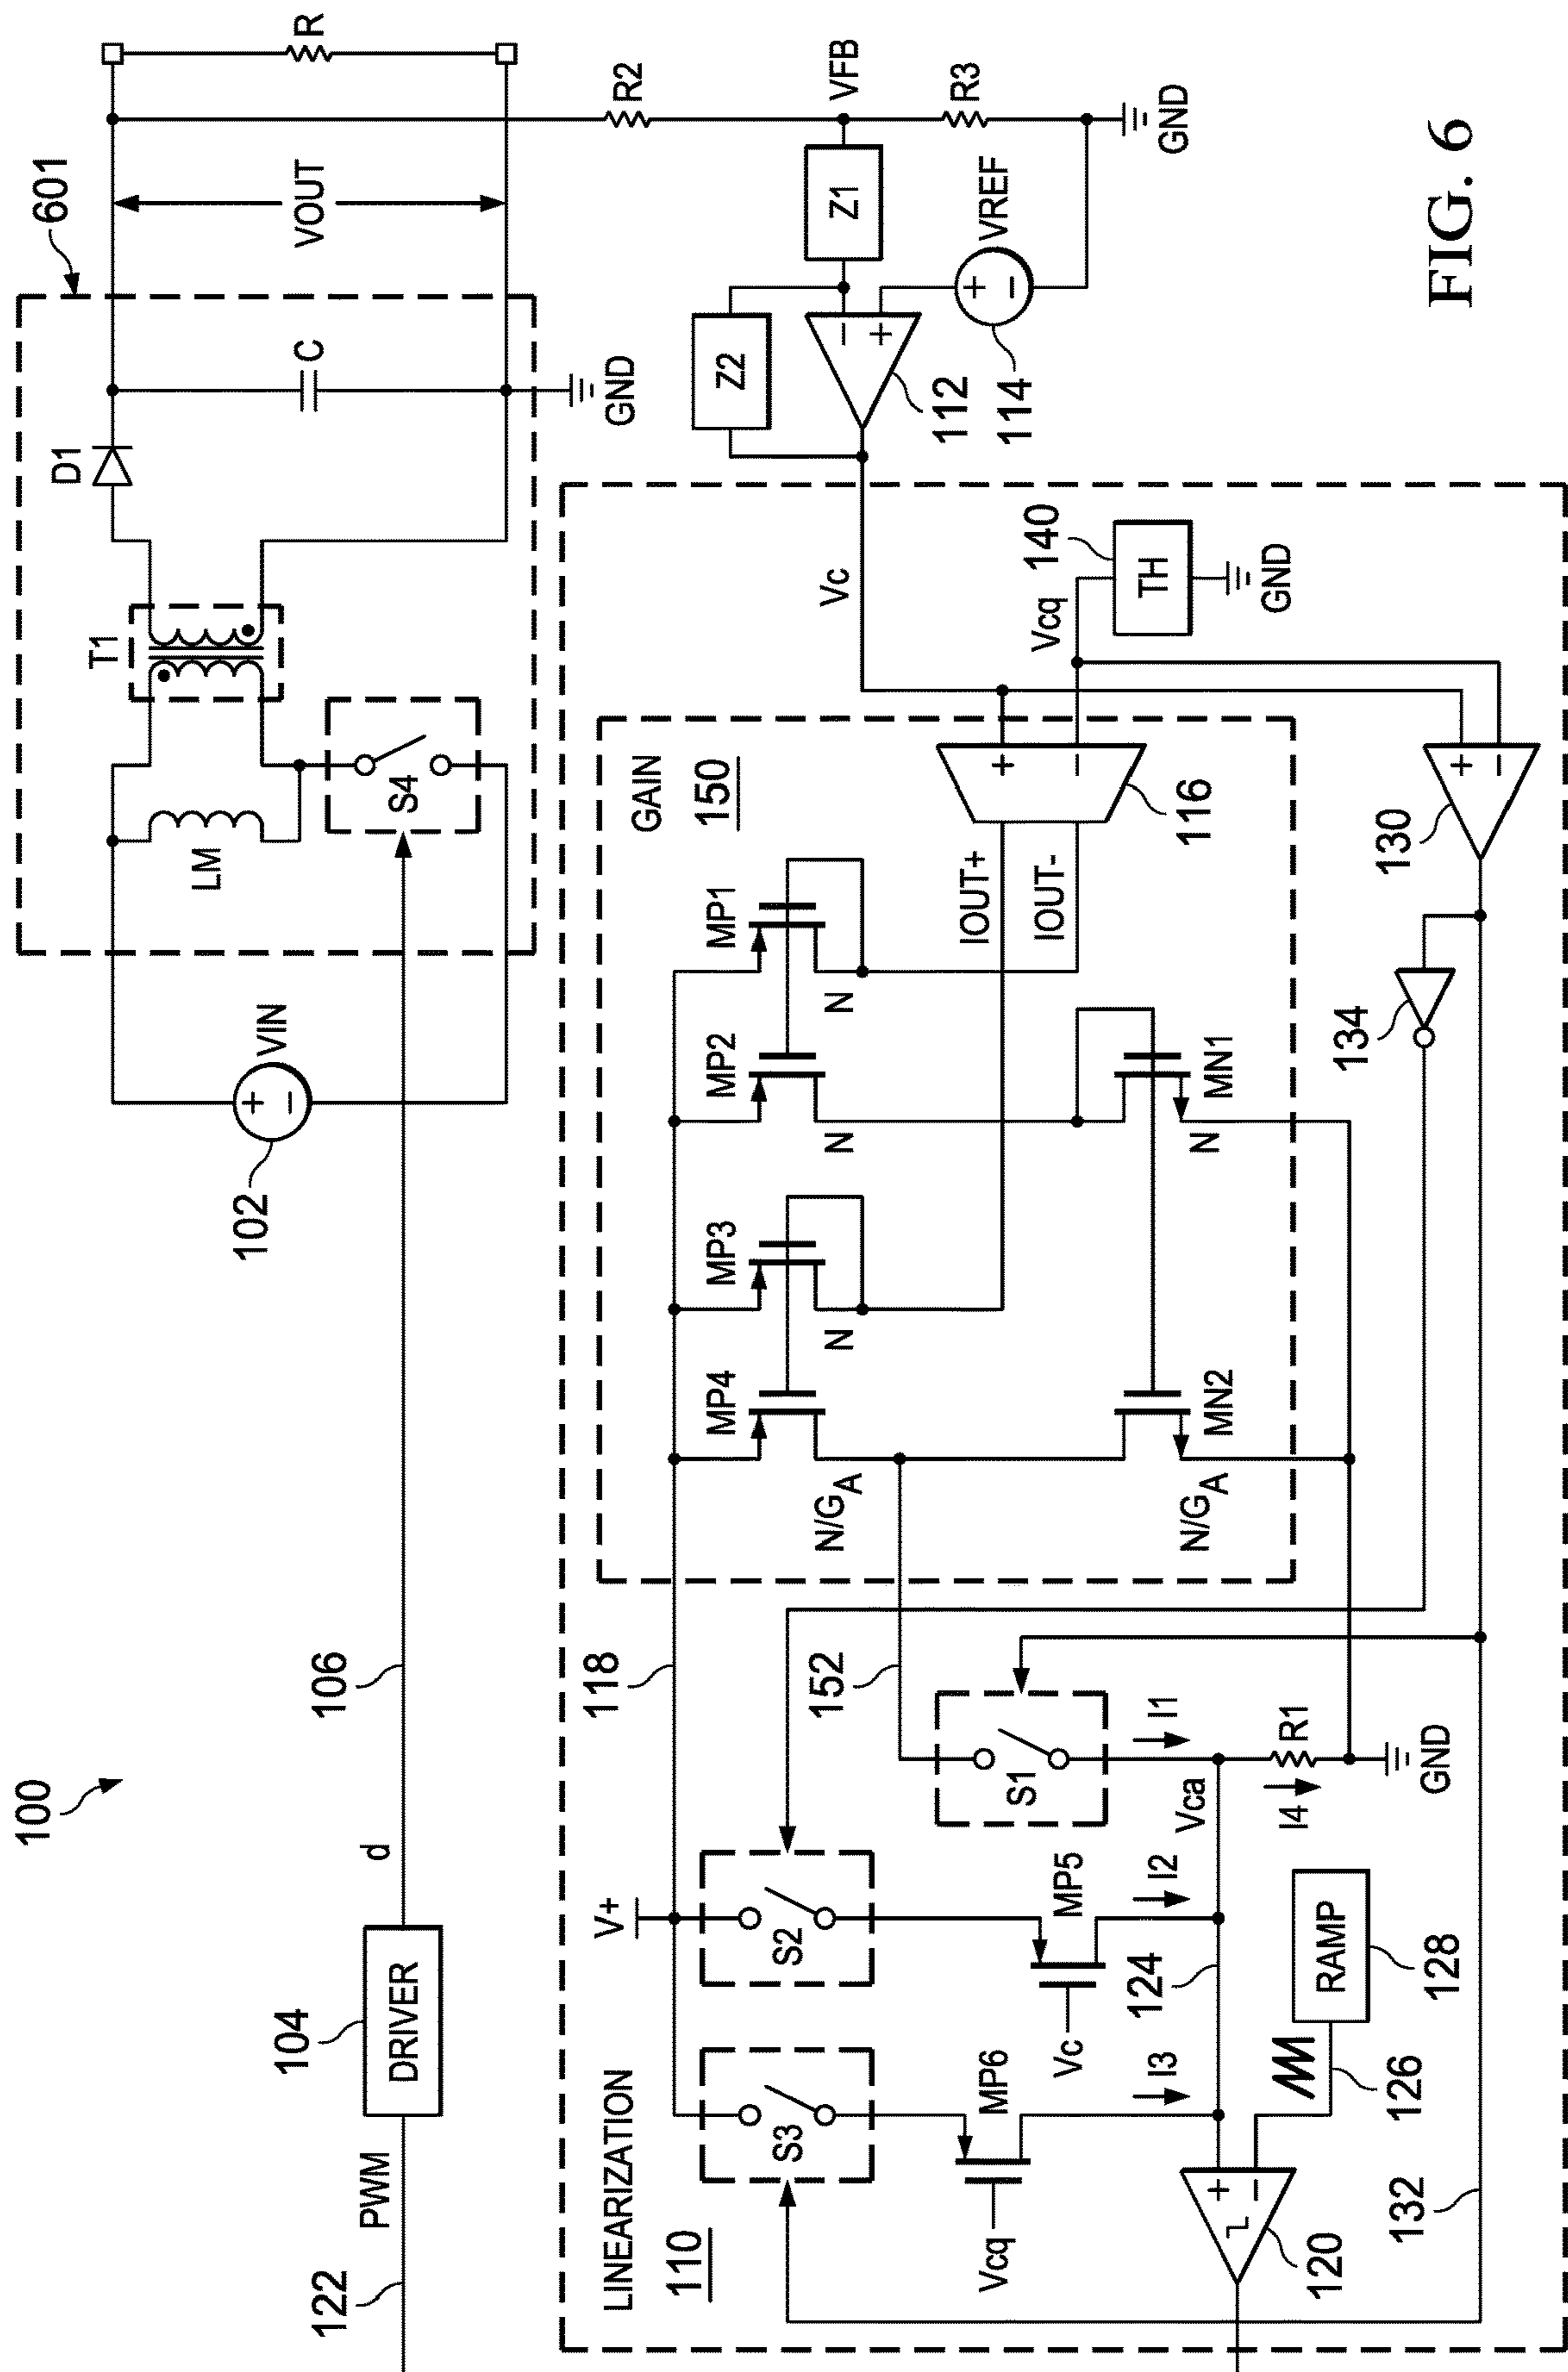 100
122
PWM
104
DRIVER
d
106
102
VIN
+
−
LM
S4
T1
601
D1
C
GND
VOUT
R
R2
VFB
R3
GND
Z1
Z2
−
+
112
114
VREF
+
−
Vc
Vcq
140
TH
GND
LINEARIZATION
110
V+
118
S3
S2
MP6
Vcq
I3
MP5
Vc
I2
124
152
S1
I1
Vca
I4
R1
GND
RAMP
128
126
+
−
120
132
GAIN
150
MP4
N/GA
MP3
N
MP2
N
MP1
N
MN2
N/GA
MN1
N
IOUT+
IOUT-
+
−
116
130
+
−
134
FIG. 6